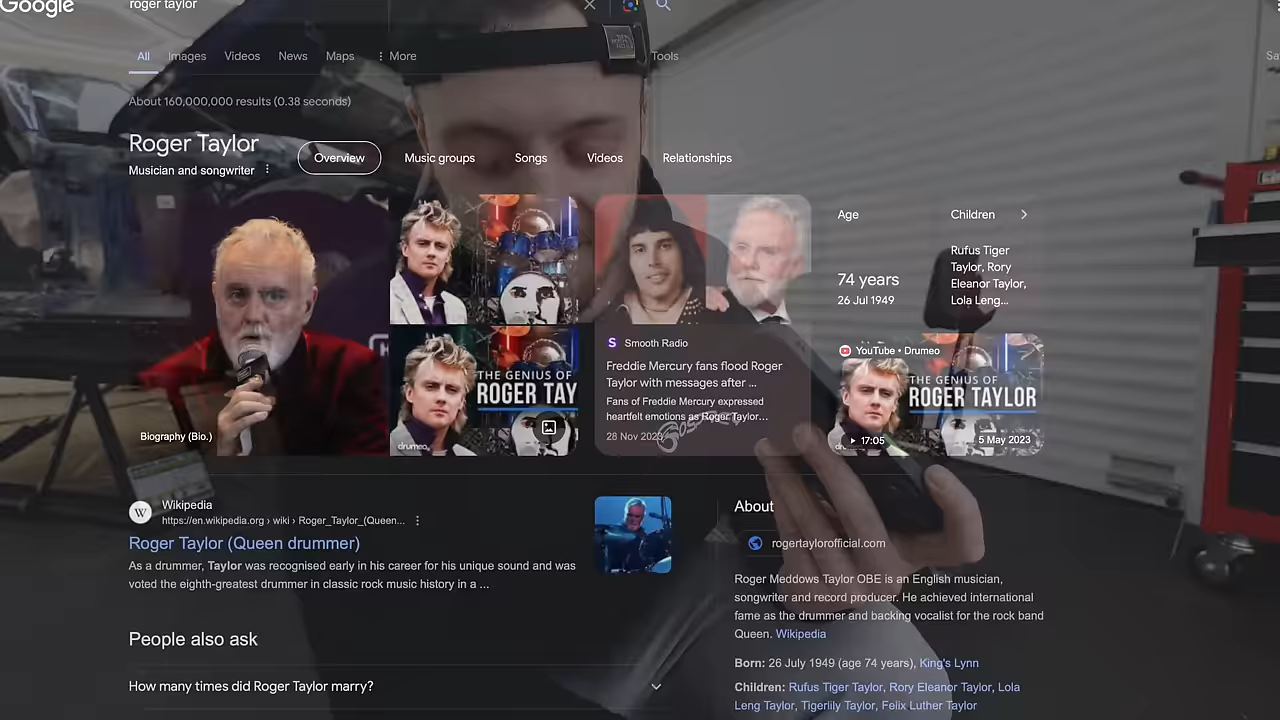 Google
roger taylor
All Images Videos News Maps More Tools
About 160,000,000 results (0.38 seconds)
Roger Taylor
Musician and songwriter
Overview Music groups Songs Videos Relationships
Biography (Bio.)
THE GENIUS OF
ROGER TAY
drumeo
Smooth Radio
Freddie Mercury fans flood Roger
Taylor with messages after ...
Fans of Freddie Mercury expressed
heartfelt emotions as Roger Taylor...
28 Nov 2023
Age
74 years
26 Jul 1949
Children
Rufus Tiger
Taylor, Rory
Eleanor Taylor,
Lola Leng...
YouTube • Drumeo
THE GENIUS OF
ROGER TAYLOR
17:05
5 May 2023
W
Wikipedia
https://en.wikipedia.org › wiki › Roger_Taylor_(Queen...
Roger Taylor (Queen drummer)
As a drummer, Taylor was recognised early in his career for his unique sound and was
voted the eighth-greatest drummer in classic rock music history in a ...
People also ask
How many times did Roger Taylor marry?
About
rogertaylorofficial.com
Roger Meddows Taylor OBE is an English musician,
songwriter and record producer. He achieved international
fame as the drummer and backing vocalist for the rock band
Queen. Wikipedia
Born: 26 July 1949 (age 74 years), King's Lynn
Children: Rufus Tiger Taylor, Rory Eleanor Taylor, Lola
Leng Taylor, Tigerlily Taylor, Felix Luther Taylor